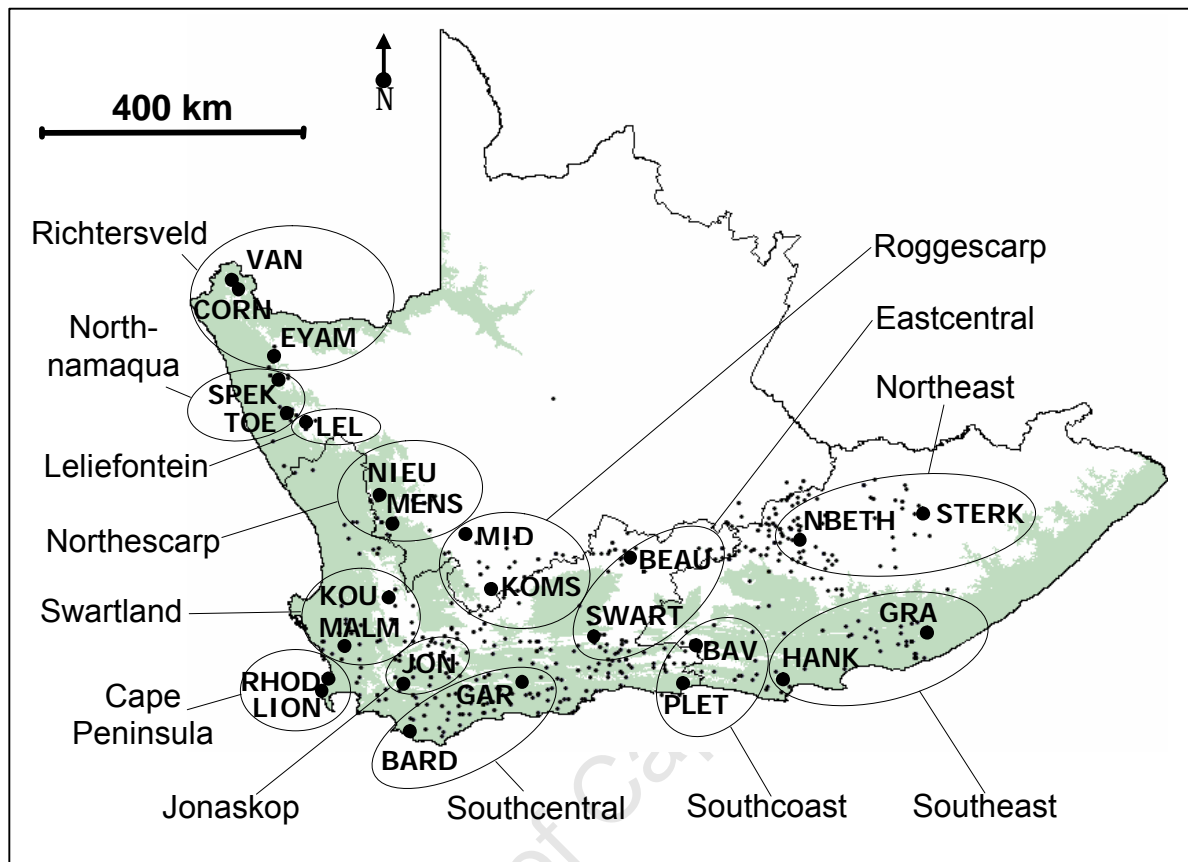 400 km
N
Richtersveld
VAN
CORN
EYAM
North-
namaqua
SPEK
TOE
LEL
Leliefontein
NIEU
MENS
Northescarp
MID
KOMS
Roggescarp
Eastcentral
Northeast
BEAU
SWART
NBETH
STERK
Swartland
KOU
MALM
JON
GAR
BAV
HANK
GRA
Cape
Peninsula
RHOD
LION
PLET
BARD
Jonaskop
Southcentral
Southcoast
Southeast
of Ca